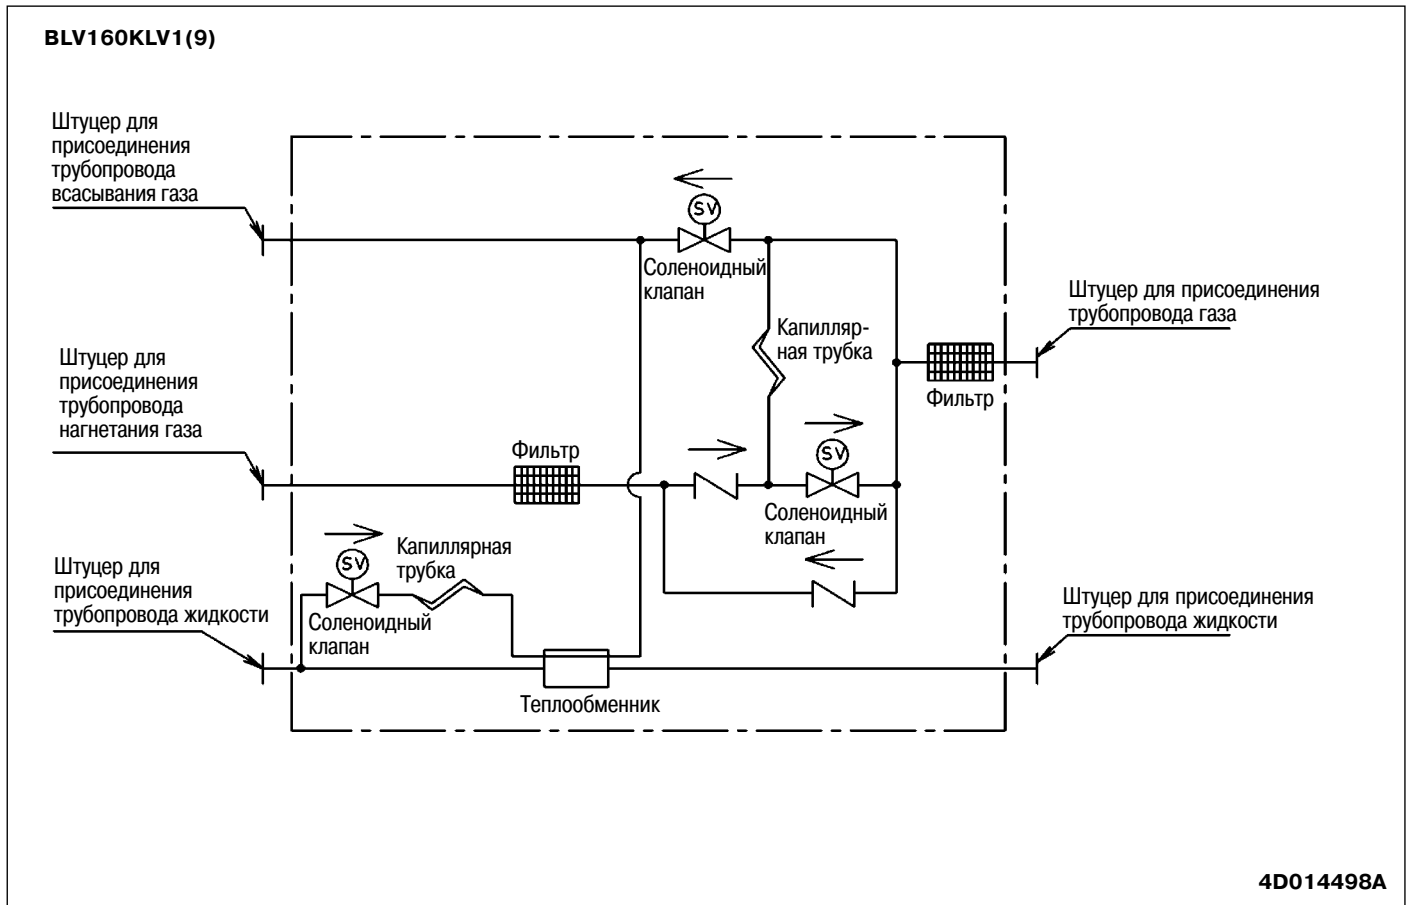 BLV160KLV1(9)
Штуцер для
присоединения
трубопровода
всасывания газа
SV
Соленоидный
клапан
Штуцер для присоединения
трубопровода газа
Капилляр-
ная трубка
Фильтр
Штуцер для
присоединения
трубопровода
нагнетания газа
Фильтр
SV
Соленоидный
клапан
Капиллярная
трубка
SV
Соленоидный
клапан
Штуцер для
присоединения
трубопровода жидкости
Штуцер для присоединения
трубопровода жидкости
Теплообменник
4D014498A